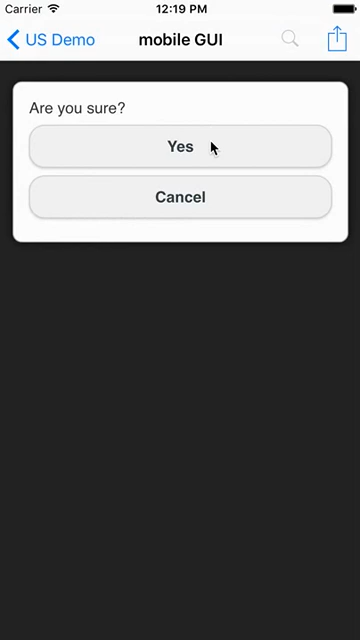 Carrier 12:19 PM
US Demo mobile GUI
Are you sure?
Yes
Cancel